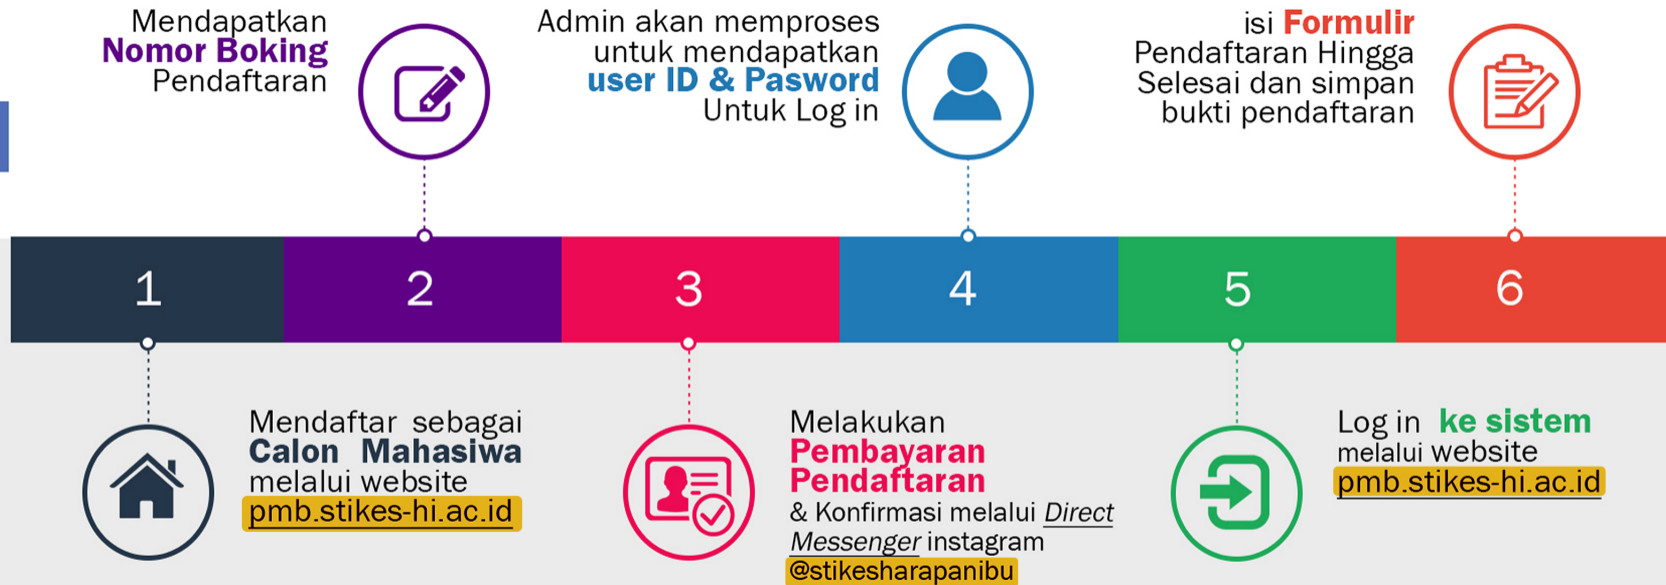 Mendapatkan
Nomor Boking
Pendaftaran
Admin akan memproses
untuk mendapatkan
user ID & Pasword
Untuk Log in
isi Formulir
Pendaftaran Hingga
Selesai dan simpan
bukti pendaftaran
1 2 3 4 5 6
Mendaftar sebagai
Calon Mahasiwa
melalui website
pmb.stikes-hi.ac.id
Melakukan
Pembayaran
Pendaftaran
& Konfirmasi melalui Direct
Messenger instagram
@stikesharapanibu
Log in ke sistem
melalui website
pmb.stikes-hi.ac.id